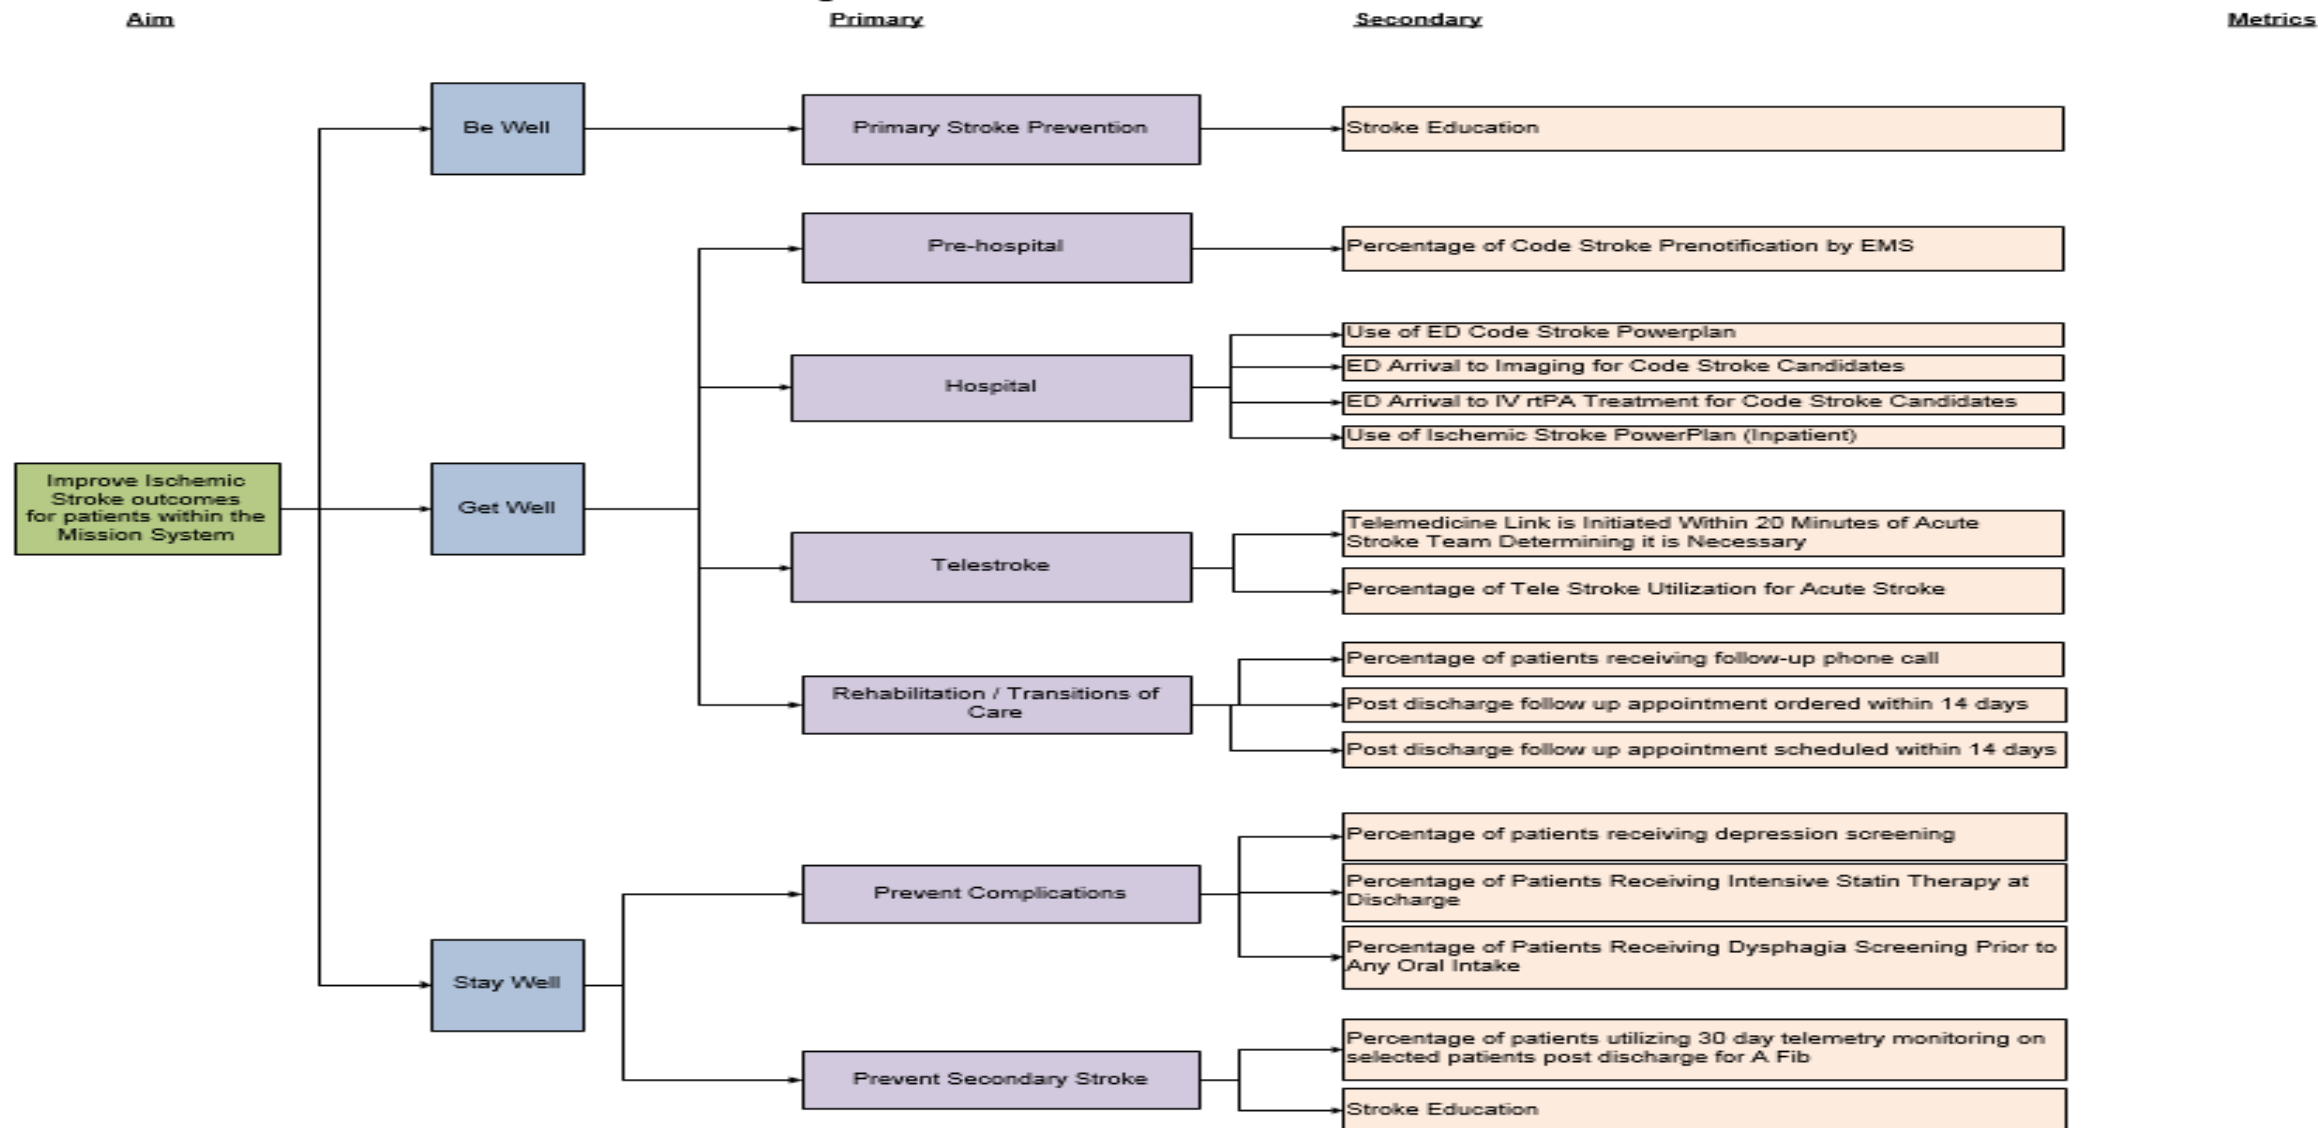 Aim
Primary
Secondary
Metrics
Be Well
Primary Stroke Prevention
Stroke Education
Pre-hospital
Percentage of Code Stroke Prenotification by EMS
Hospital
Use of ED Code Stroke Powerplan
ED Arrival to Imaging for Code Stroke Candidates
ED Arrival to IV rtPA Treatment for Code Stroke Candidates
Use of Ischemic Stroke PowerPlan (Inpatient)
Improve Ischemic
Stroke outcomes
for patients within the
Mission System
Get Well
Telestroke
Telemedicine Link is Initiated Within 20 Minutes of Acute
Stroke Team Determining it is Necessary
Percentage of Tele Stroke Utilization for Acute Stroke
Rehabilitation / Transitions of
Care
Percentage of patients receiving follow-up phone call
Post discharge follow up appointment ordered within 14 days
Post discharge follow up appointment scheduled within 14 days
Stay Well
Prevent Complications
Percentage of patients receiving depression screening
Percentage of Patients Receiving Intensive Statin Therapy at
Discharge
Percentage of Patients Receiving Dysphagia Screening Prior to
Any Oral Intake
Prevent Secondary Stroke
Percentage of patients utilizing 30 day telemetry monitoring on
selected patients post discharge for A Fib
Stroke Education